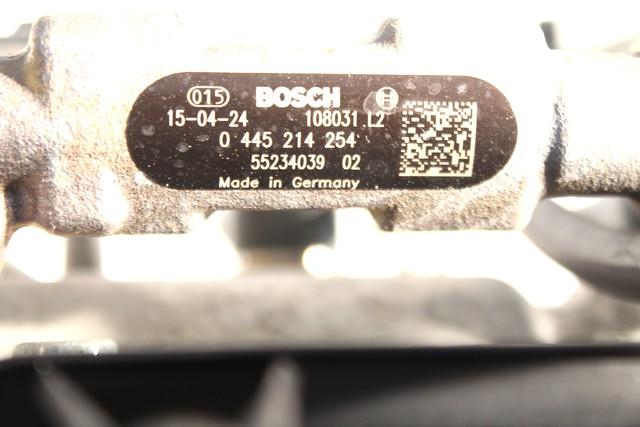 015 BOSCH
15-04-24 108031 L2
0 445 214 254
55234039 02
Made in Germany